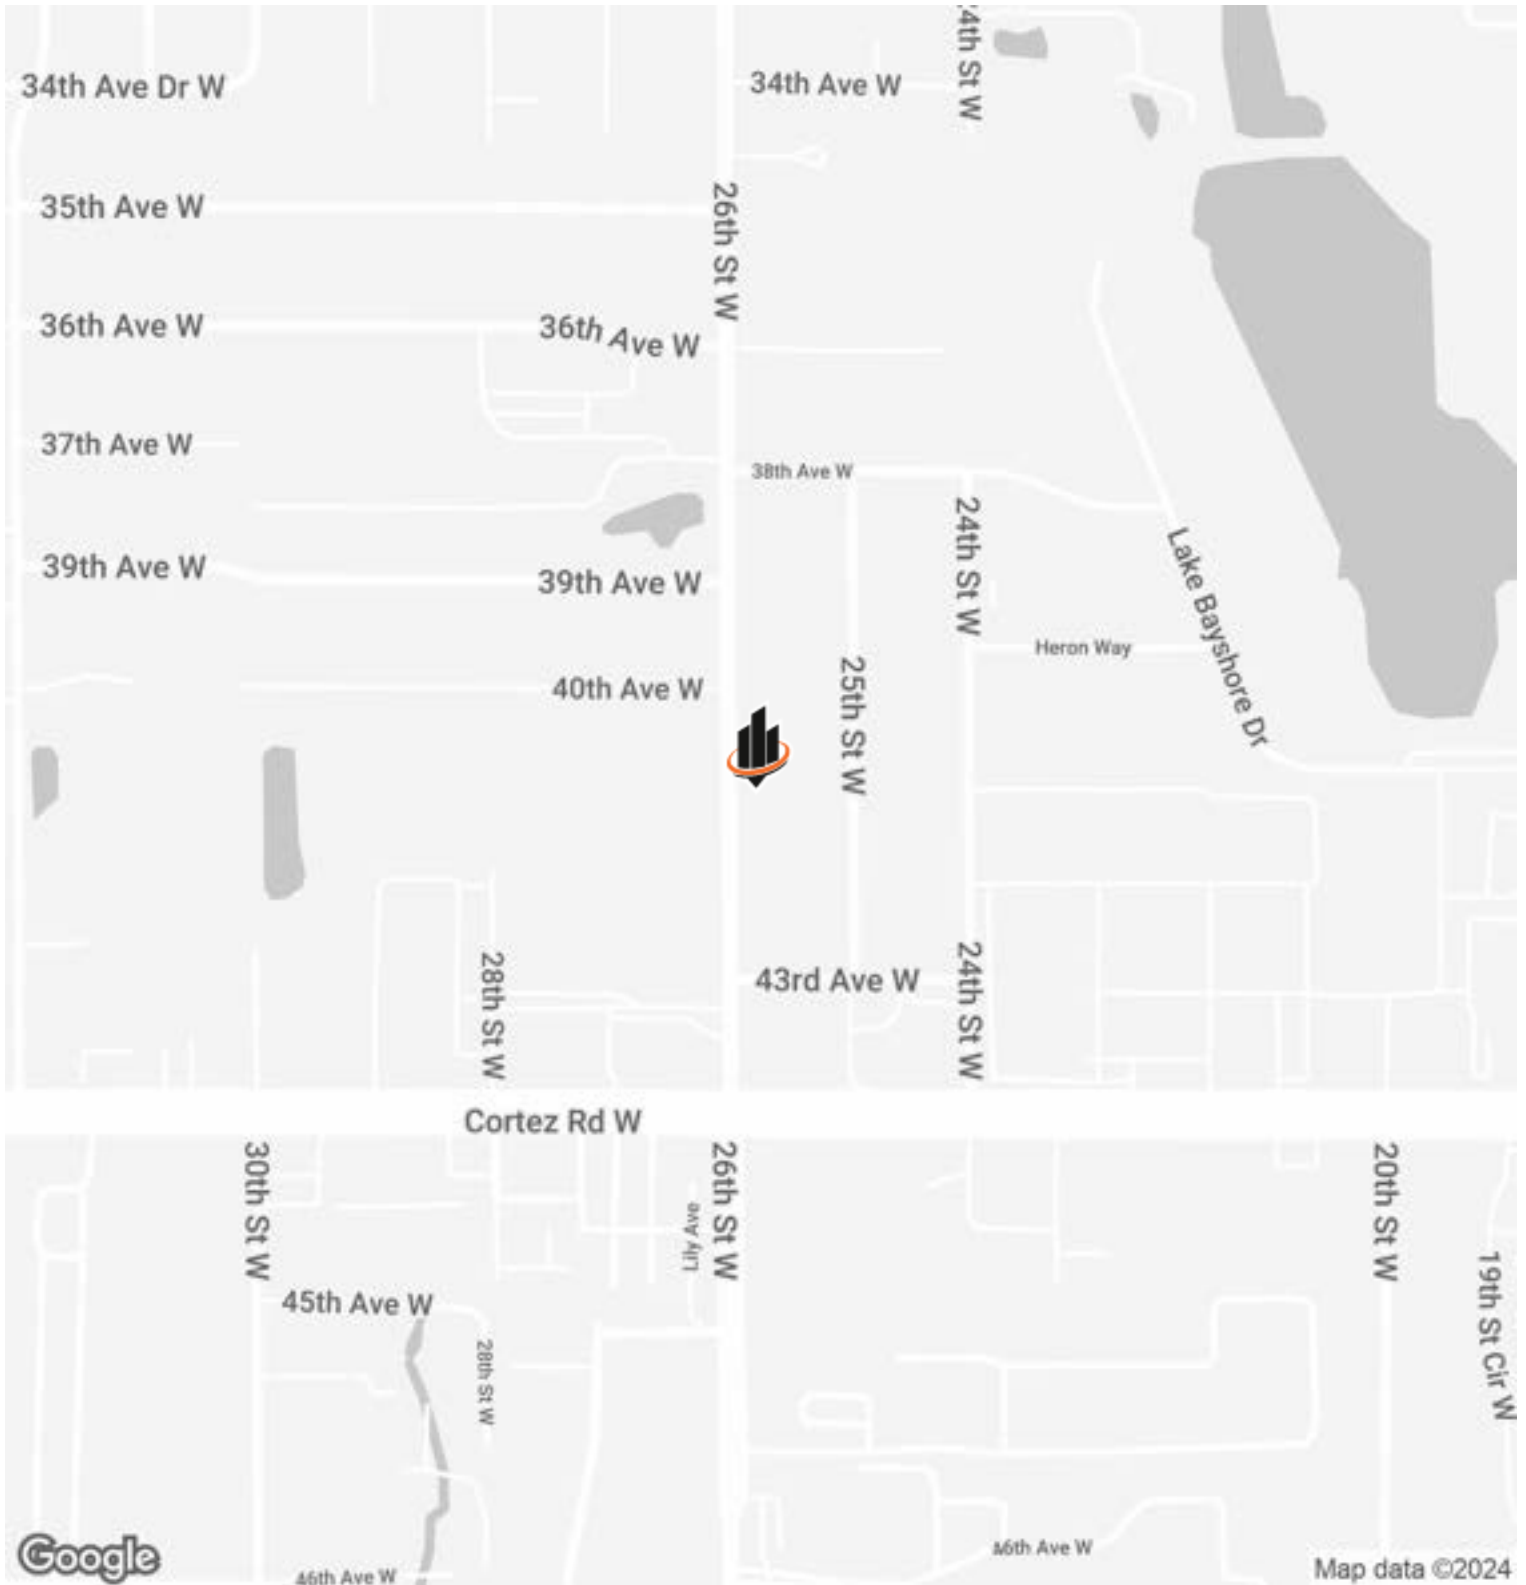 34th Ave Dr W
34th Ave W
24th St W
35th Ave W
26th St W
36th Ave W
36th Ave W
37th Ave W
38th Ave W
24th St W
39th Ave W
39th Ave W
Lake Bayshore Dr
Heron Way
40th Ave W
25th St W
28th St W
43rd Ave W
24th St W
Cortez Rd W
30th St W
Lily Ave
26th St W
20th St W
19th St Cir W
45th Ave W
28th St W
46th Ave W
46th Ave W
Google
Map data ©2024